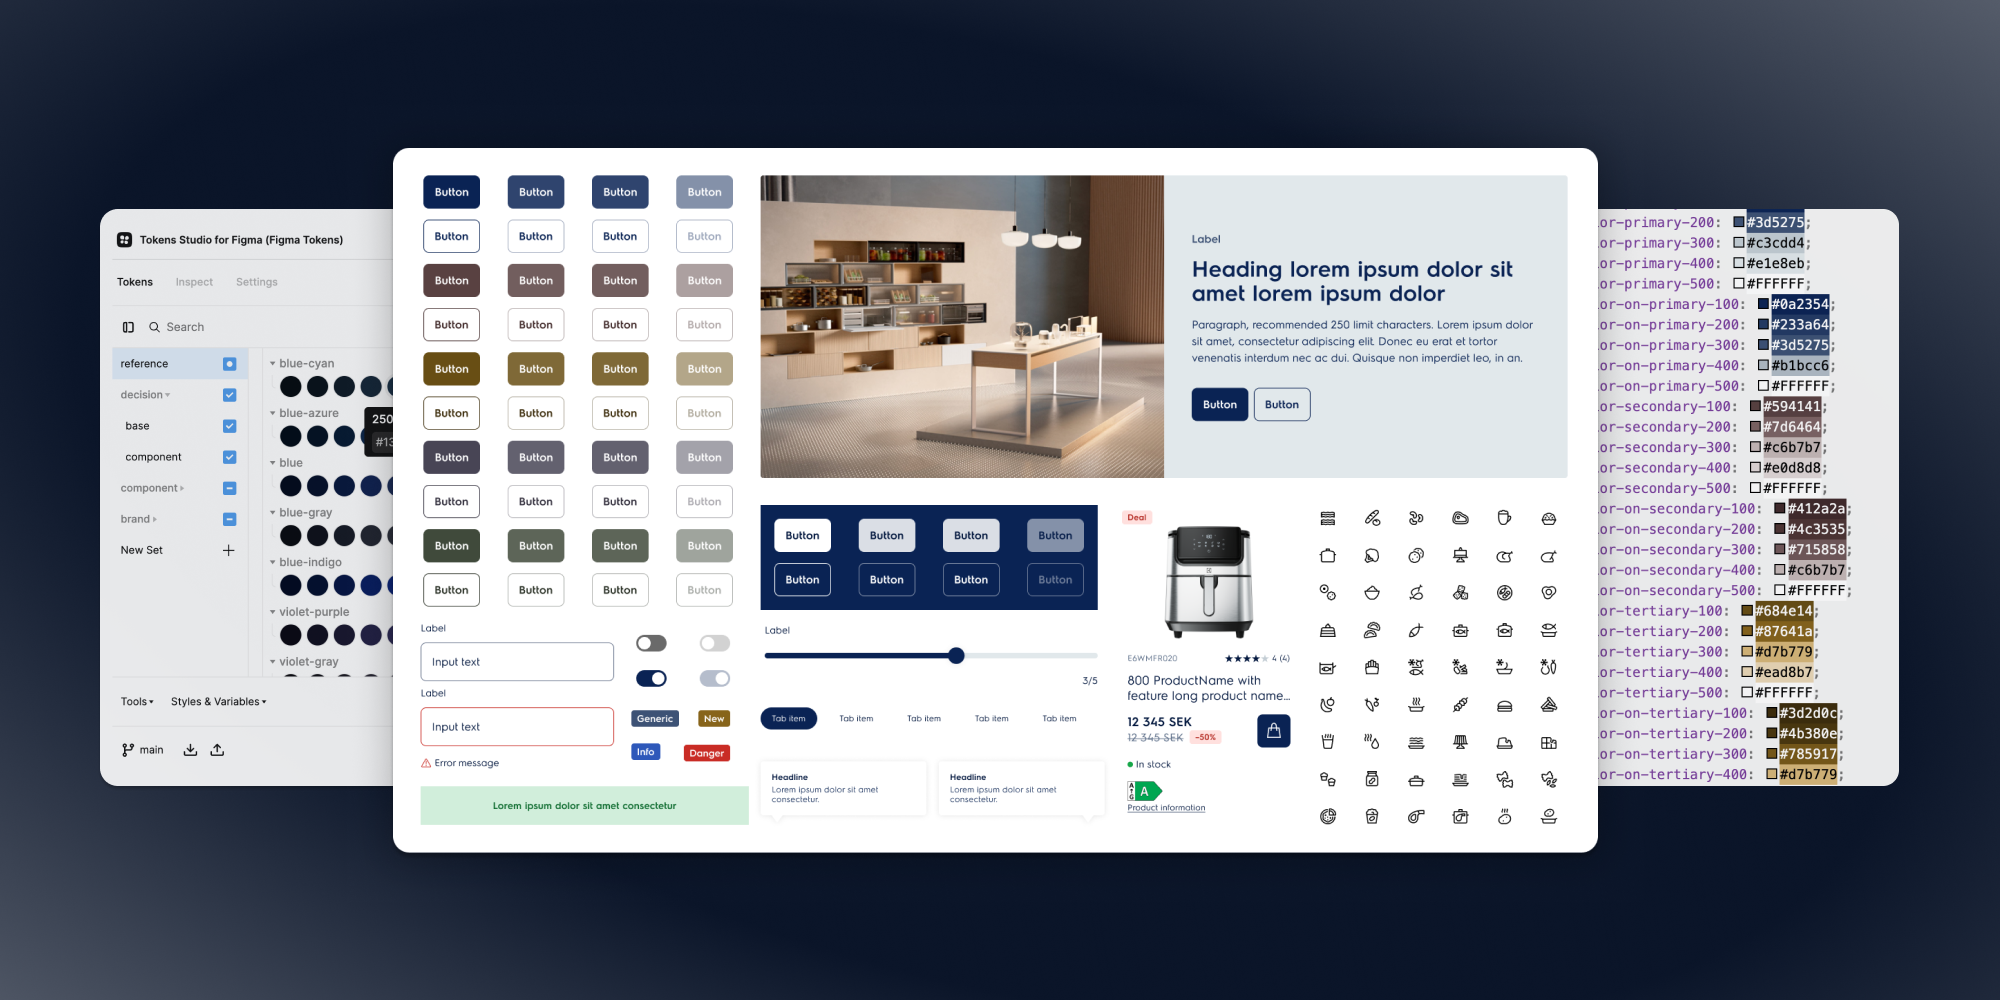 Tokens Studio for Figma (Figma Tokens)
Tokens Inspect Settings
Search
reference
decision
base
component
component
brand
New Set
blue-cyan
blue-azure
250
#13
blue
blue-gray
blue-indigo
violet-purple
violet-gray
Tools Styles & Variables
main
Button Button Button Button
Button Button Button Button
Button Button Button Button
Button Button Button Button
Button Button Button Button
Button Button Button Button
Button Button Button Button
Button Button Button Button
Button Button Button Button
Button Button Button Button
Label
Input text
Label
Input text
Error message
Generic New
Info Danger
Lorem ipsum dolor sit amet consectetur
Label
Heading lorem ipsum dolor sit
amet lorem ipsum dolor
Paragraph, recommended 250 limit characters. Lorem ipsum dolor
sit amet, consectetur adipiscing elit. Donec eu erat et tortor
venenatis interdum nec ac dui. Quisque non imperdiet leo, in an.
Button Button
Button Button Button Button
Button Button Button Button
Label
3/5
Tab item Tab item Tab item Tab item Tab item
Headline
Lorem ipsum dolor sit amet
consectetur.
Headline
Lorem ipsum dolor sit amet
consectetur.
Deal
E6WMFR020 4 (4)
800 ProductName with
feature long product name...
12 345 SEK
12 345 SEK -50%
In stock
A
Product information
or-primary-200: #3d5275;
or-primary-300: #c3cdd4;
or-primary-400: #e1e8eb;
or-primary-500: #FFFFFF;
or-on-primary-100: #0a2354;
or-on-primary-200: #233a64;
or-on-primary-300: #3d5275;
or-on-primary-400: #b1bcc6;
or-on-primary-500: #FFFFFF;
or-secondary-100: #594141;
or-secondary-200: #7d6464;
or-secondary-300: #c6b7b7;
or-secondary-400: #e0d8d8;
or-secondary-500: #FFFFFF;
or-on-secondary-100: #412a2a;
or-on-secondary-200: #4c3535;
or-on-secondary-300: #715858;
or-on-secondary-400: #c6b7b7;
or-on-secondary-500: #FFFFFF;
or-tertiary-100: #684e14;
or-tertiary-200: #87641a;
or-tertiary-300: #d7b779;
or-tertiary-400: #ead8b7;
or-tertiary-500: #FFFFFF;
or-on-tertiary-100: #3d2d0c;
or-on-tertiary-200: #4b380e;
or-on-tertiary-300: #785917;
or-on-tertiary-400: #d7b779;